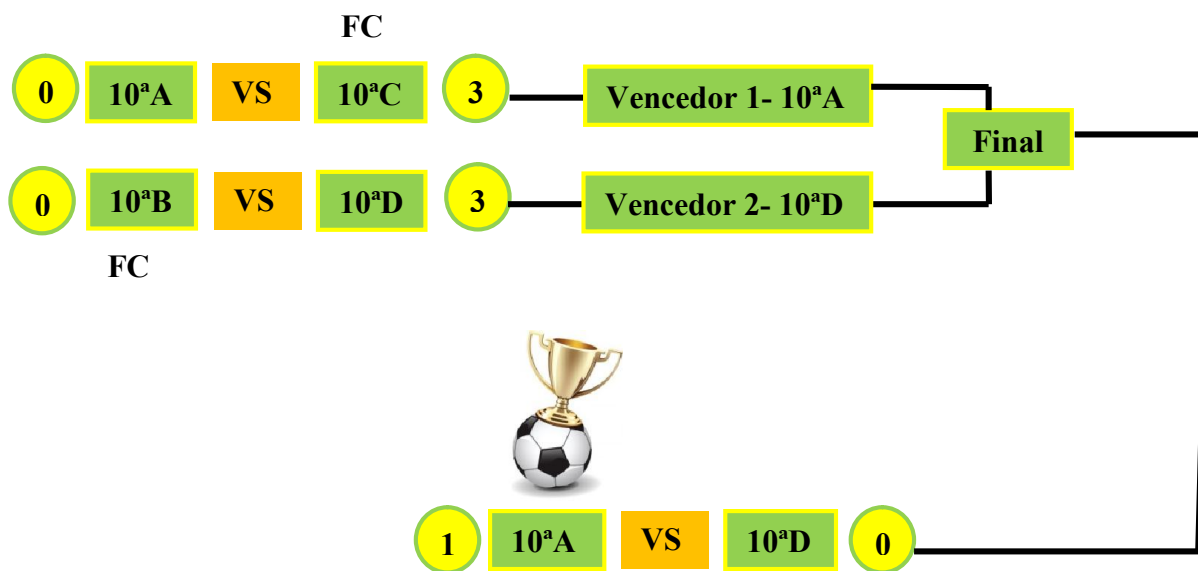 FC
0 10ªA VS 10ªC 3 Vencedor 1- 10ªA
Final
0 10ªB VS 10ªD 3 Vencedor 2- 10ªD
FC
1 10ªA VS 10ªD 0